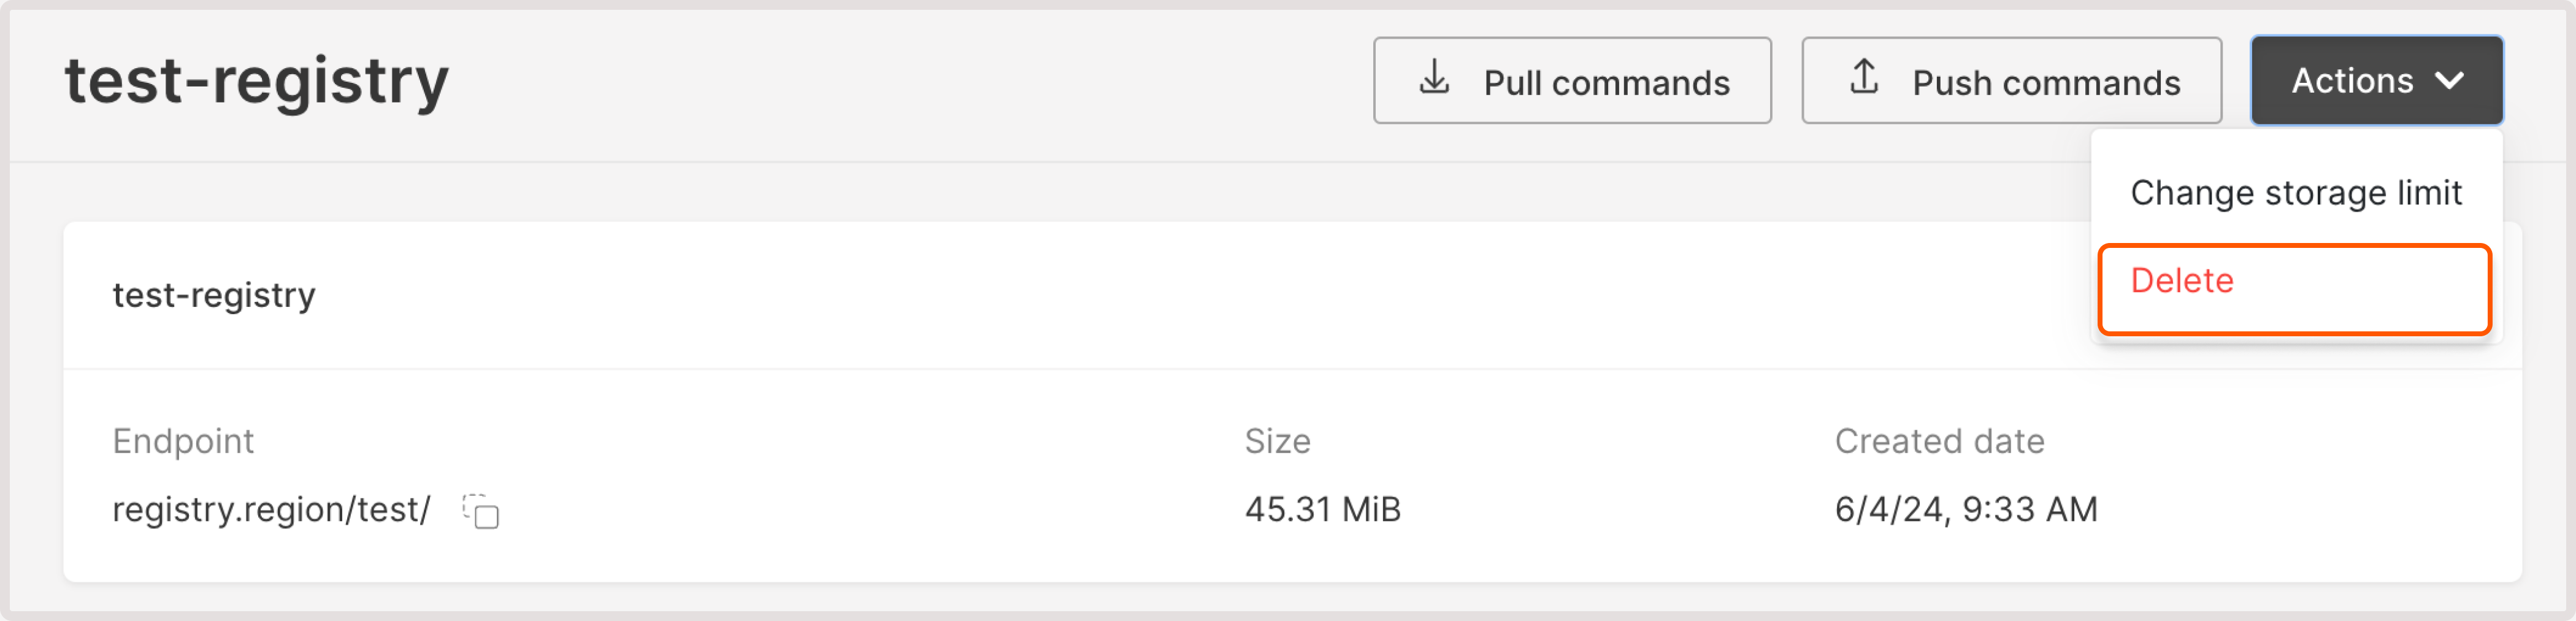 test-registry
Pull commands
Push commands
Actions
Change storage limit
Delete
test-registry
Endpoint
Size
Created date
registry.region/test/
45.31 MiB
6/4/24, 9:33 AM